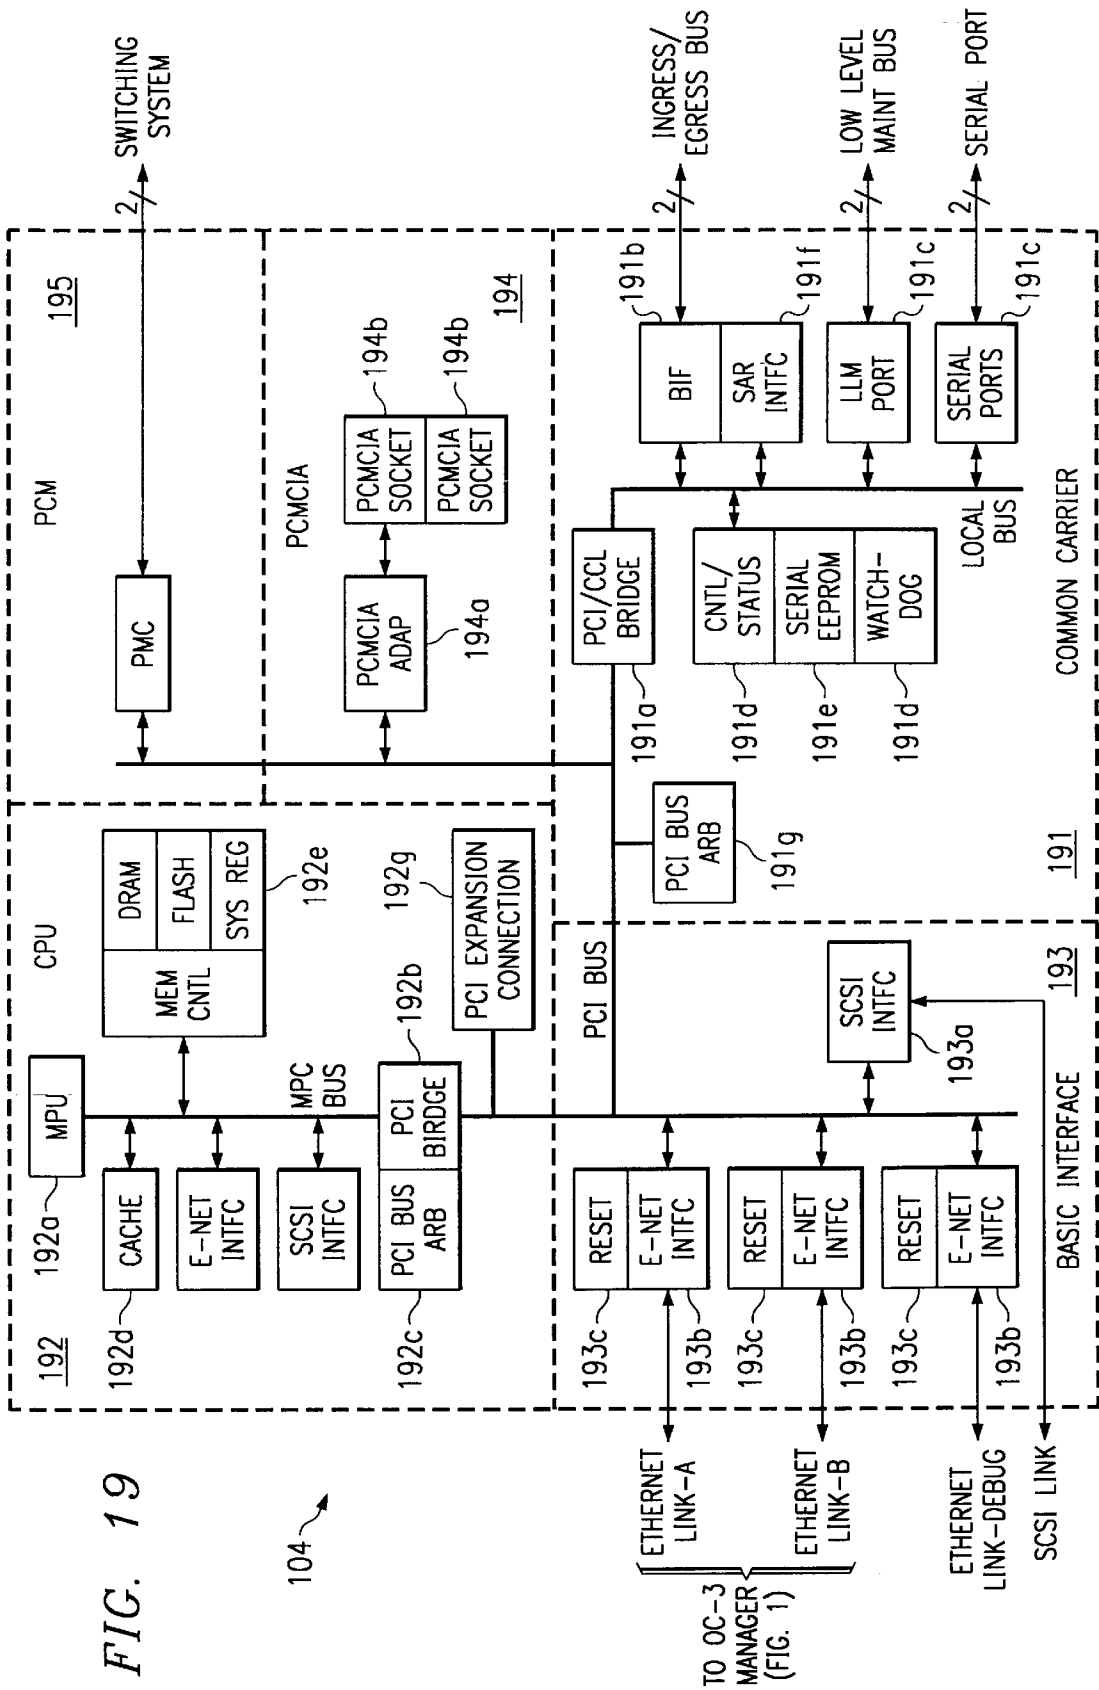 FIG. 19
104
192
CPU
192a
MPU
192d
CACHE
E-NET
INTFC
SCSI
INTFC
MPC
BUS
MEM
CNTL
DRAM
FLASH
SYS REG
192e
192c
PCI BUS
ARB
PCI
BIRDGE
192b
PCI EXPANSION
CONNECTION
192g
PCM
195
PMC
2
SWITCHING
SYSTEM
PCMCIA
194
PCMCIA
ADAP
194a
PCMCIA
SOCKET
194b
PCMCIA
SOCKET
194b
PCI BUS
193c
RESET
E-NET
INTFC
193b
193c
RESET
E-NET
INTFC
193b
193c
RESET
E-NET
INTFC
193b
SCSI
INTFC
193a
193
BASIC INTERFACE
ETHERNET
LINK-A
ETHERNET
LINK-B
TO OC-3
MANAGER
(FIG. 1)
ETHERNET
LINK-DEBUG
SCSI LINK
PCI BUS
ARB
191g
191
PCI/CCL
BRIDGE
191a
CNTL/
STATUS
191d
SERIAL
EEPROM
191e
WATCH-
DOG
191d
LOCAL
BUS
COMMON CARRIER
BIF
191b
SAR
INTFC
191f
LLM
PORT
191c
SERIAL
PORTS
191c
2
INGRESS/
EGRESS BUS
2
LOW LEVEL
MAINT BUS
2
SERIAL PORT